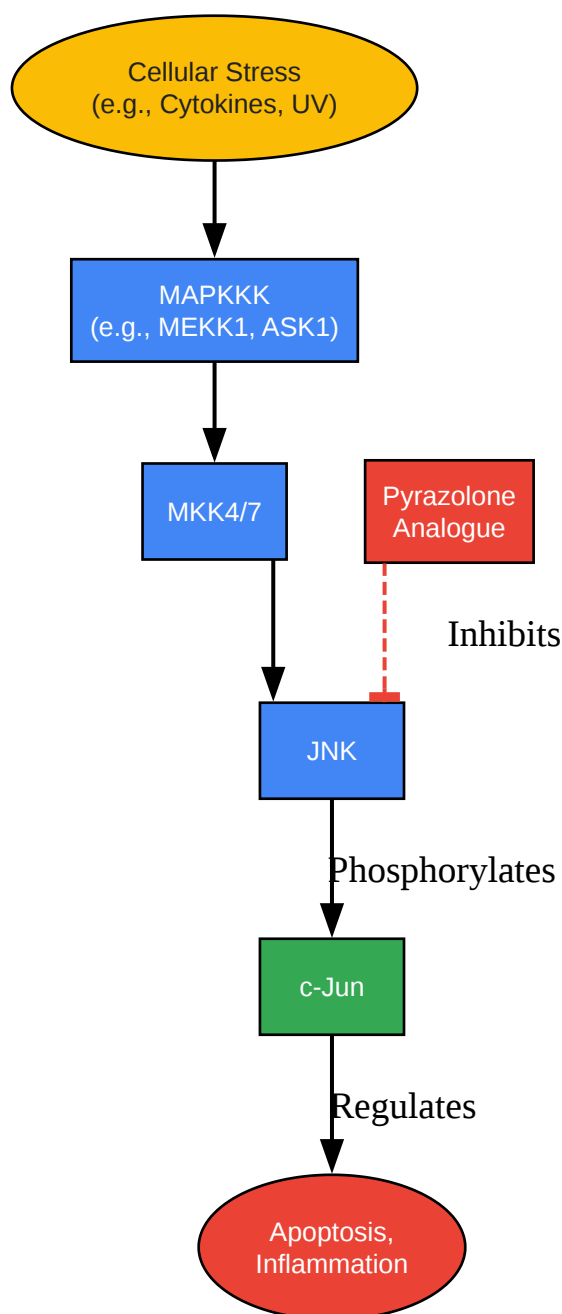 Cellular Stress
(e.g., Cytokines, UV)
MAPKKK
(e.g., MEKK1, ASK1)
MKK4/7
Pyrazolone
Analogue
Inhibits
JNK
Phosphorylates
c-Jun
Regulates
Apoptosis,
Inflammation